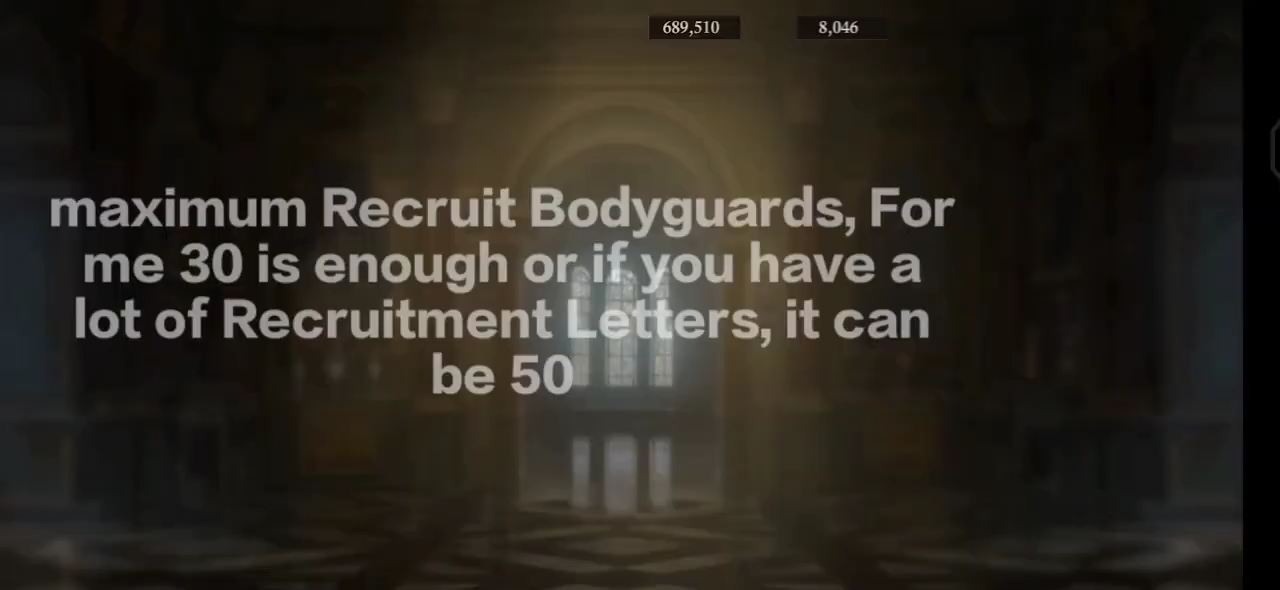 689,510 8,046
maximum Recruit Bodyguards, For
me 30 is enough or if you have a
lot of Recruitment Letters, it can
be 50